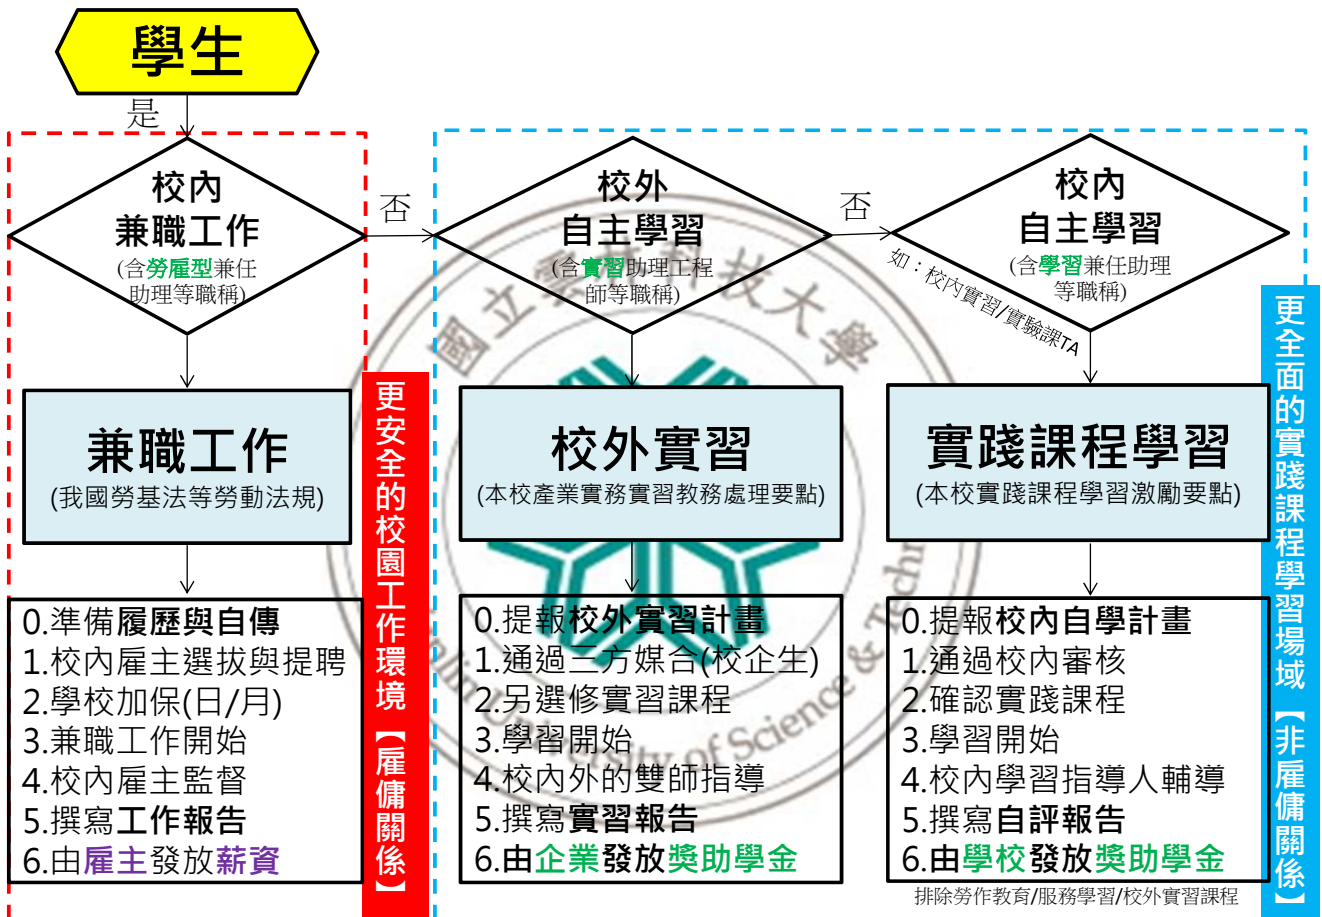 學生
是
校內
兼職工作
(含勞雇型兼任
助理等職稱)
否
校外
自主學習
(含實習助理工程
師等職稱)
否
校內
自主學習
(含學習兼任助理
等職稱)
如：校內實習/實驗課TA
兼職工作
(我國勞基法等勞動法規)
校外實習
(本校產業實務實習教務處理要點)
實踐課程學習
(本校實踐課程學習激勵要點)
0.準備履歷與自傳
1.校內雇主選拔與提聘
2.學校加保(日/月)
3.兼職工作開始
4.校內雇主監督
5.撰寫工作報告
6.由雇主發放薪資
更安全的校園工作環境【雇傭關係】
0.提報校外實習計畫
1.通過三方媒合(校企生)
2.另選修實習課程
3.學習開始
4.校內外的雙師指導
5.撰寫實習報告
6.由企業發放獎助學金
0.提報校內自學計畫
1.通過校內審核
2.確認實踐課程
3.學習開始
4.校內學習指導人輔導
5.撰寫自評報告
6.由學校發放獎助學金
排除勞作教育/服務學習/校外實習課程
更全面的實踐課程學習場域【非雇傭關係】
國立雲林科技大學
University of Science &